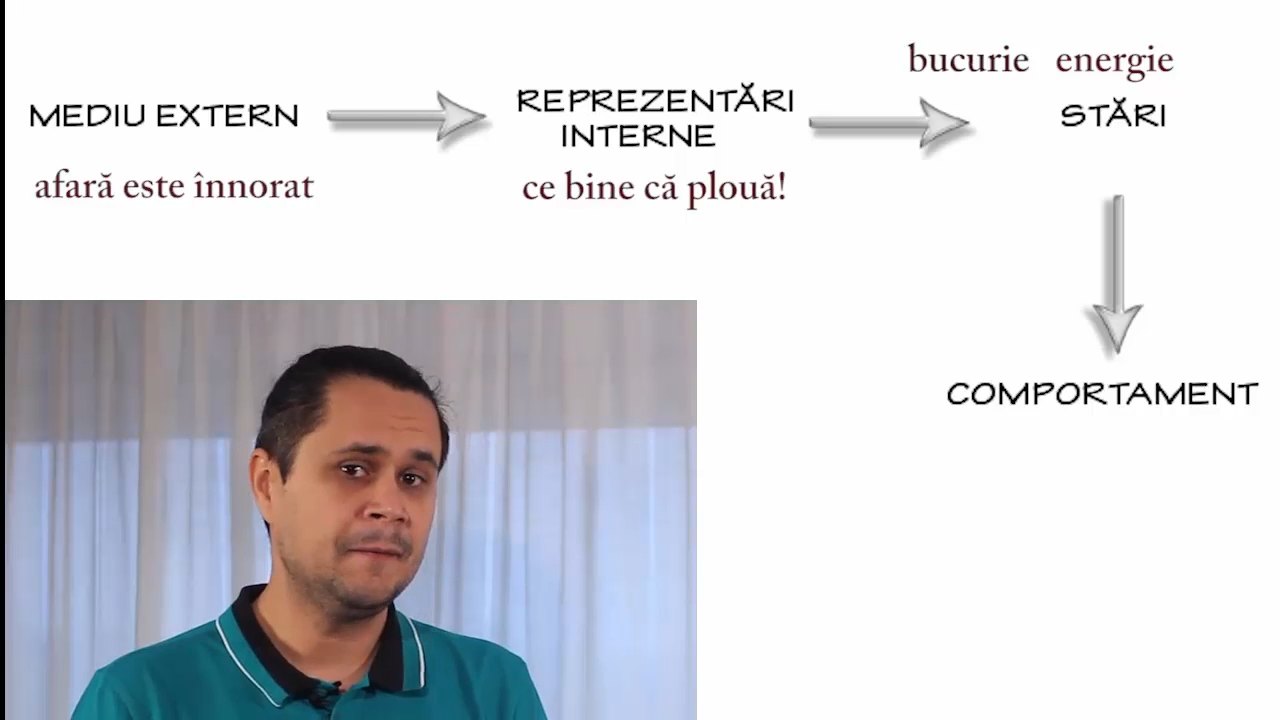 bucurie energie
MEDIU EXTERN
REPREZENTĂRI
INTERNE
STĂRI
afară este înnorat
ce bine că plouă!
COMPORTAMENT